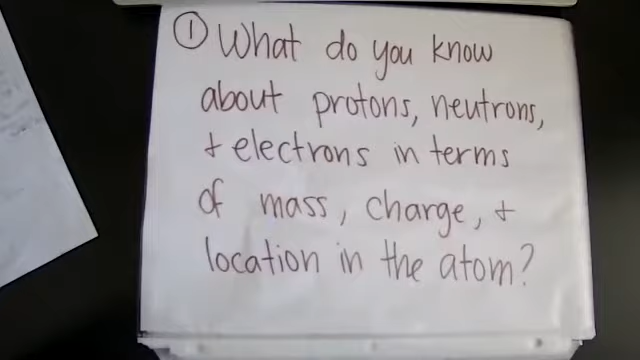 ① What do you know
about protons, neutrons,
+ electrons in terms
of mass, charge, +
location in the atom?